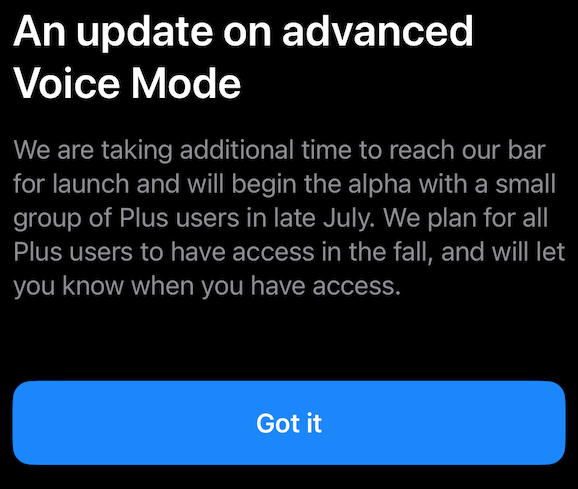 An update on advanced
Voice Mode
We are taking additional time to reach our bar
for launch and will begin the alpha with a small
group of Plus users in late July. We plan for all
Plus users to have access in the fall, and will let
you know when you have access.
Got it